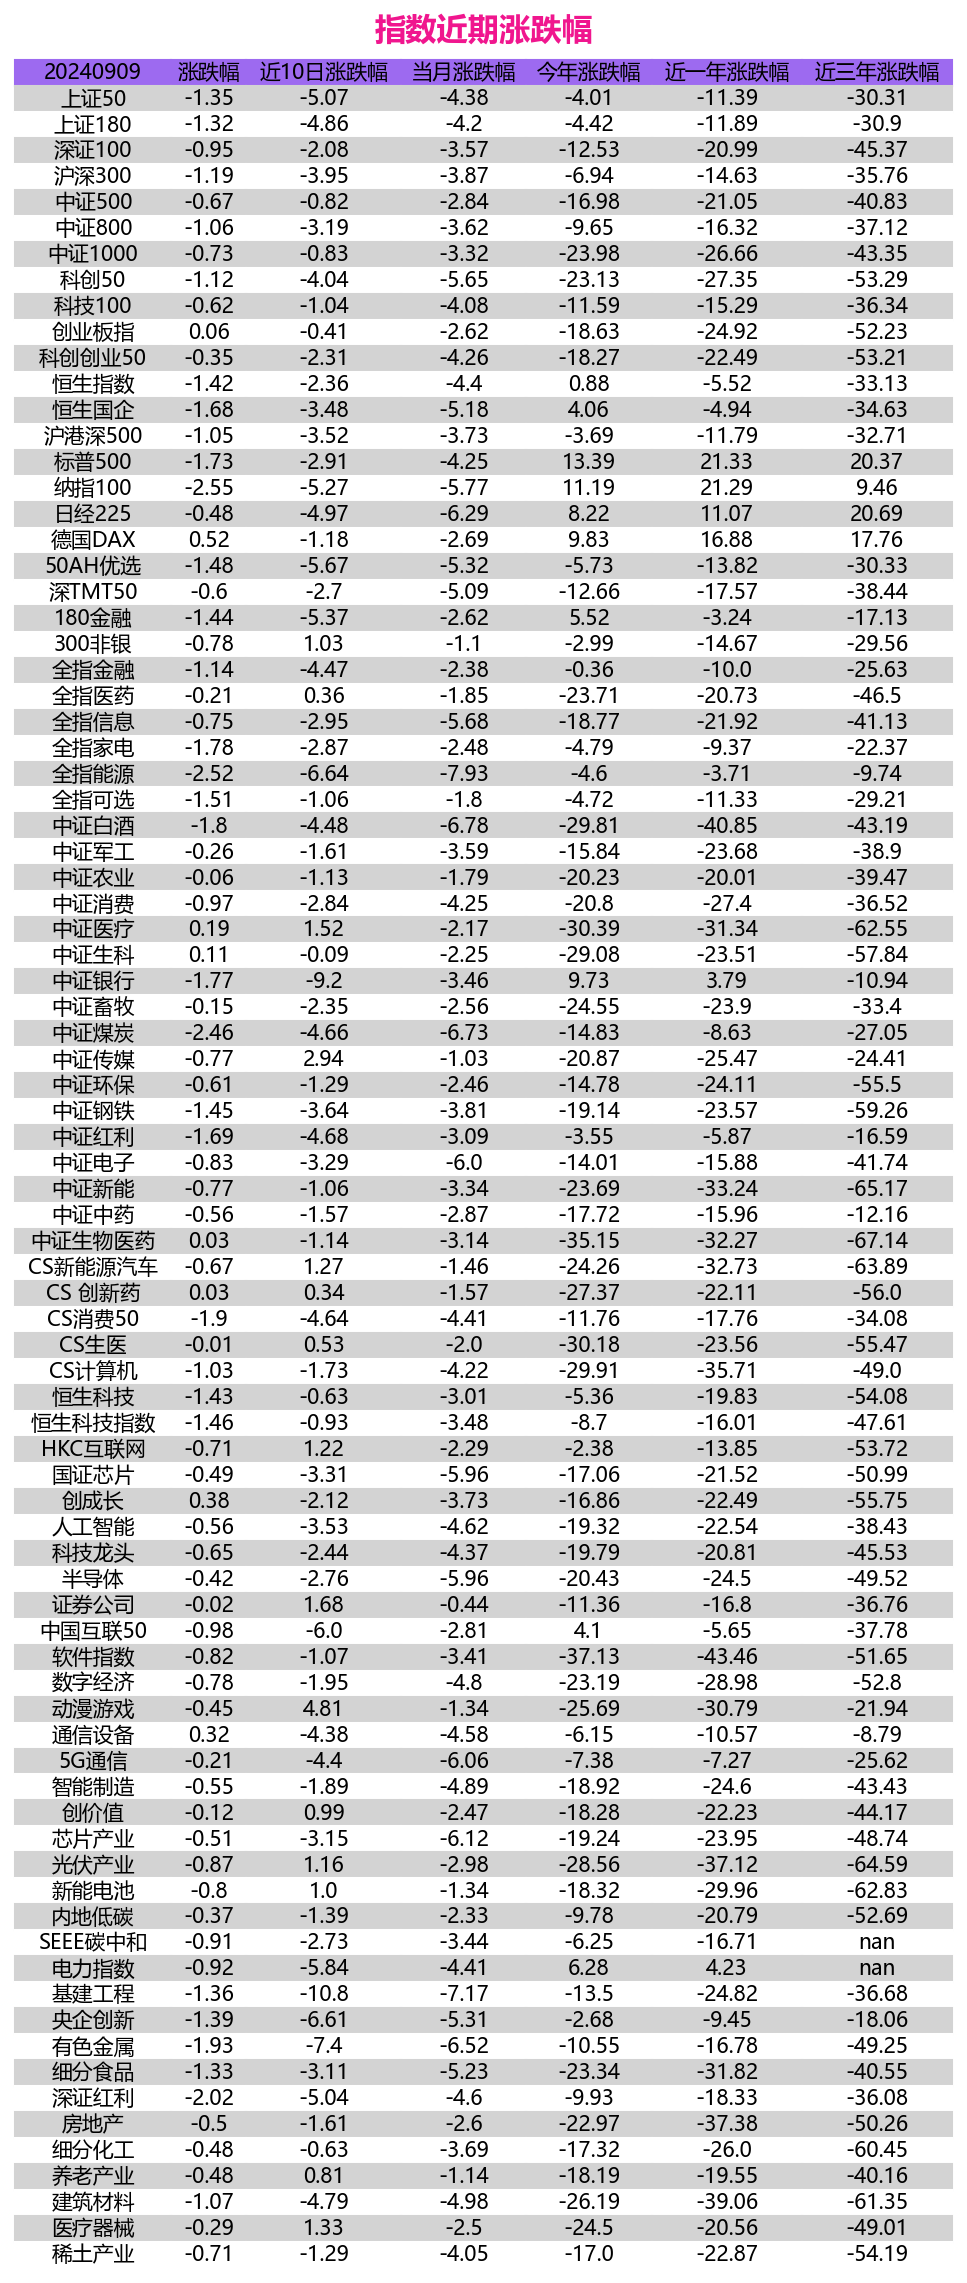 指数近期涨跌幅
20240909 涨跌幅 近10日涨跌幅 当月涨跌幅 今年涨跌幅 近一年涨跌幅 近三年涨跌幅
上证50 -1.35 -5.07 -4.38 -4.01 -11.39 -30.31
上证180 -1.32 -4.86 -4.2 -4.42 -11.89 -30.9
深证100 -0.95 -2.08 -3.57 -12.53 -20.99 -45.37
沪深300 -1.19 -3.95 -3.87 -6.94 -14.63 -35.76
中证500 -0.67 -0.82 -2.84 -16.98 -21.05 -40.83
中证800 -1.06 -3.19 -3.62 -9.65 -16.32 -37.12
中证1000 -0.73 -0.83 -3.32 -23.98 -26.66 -43.35
科创50 -1.12 -4.04 -5.65 -23.13 -27.35 -53.29
科技100 -0.62 -1.04 -4.08 -11.59 -15.29 -36.34
创业板指 0.06 -0.41 -2.62 -18.63 -24.92 -52.23
科创创业50 -0.35 -2.31 -4.26 -18.27 -22.49 -53.21
恒生指数 -1.42 -2.36 -4.4 0.88 -5.52 -33.13
恒生国企 -1.68 -3.48 -5.18 4.06 -4.94 -34.63
沪港深500 -1.05 -3.52 -3.73 -3.69 -11.79 -32.71
标普500 -1.73 -2.91 -4.25 13.39 21.33 20.37
纳指100 -2.55 -5.27 -5.77 11.19 21.29 9.46
日经225 -0.48 -4.97 -6.29 8.22 11.07 20.69
德国DAX 0.52 -1.18 -2.69 9.83 16.88 17.76
50AH优选 -1.48 -5.67 -5.32 -5.73 -13.82 -30.33
深TMT50 -0.6 -2.7 -5.09 -12.66 -17.57 -38.44
180金融 -1.44 -5.37 -2.62 5.52 -3.24 -17.13
300非银 -0.78 1.03 -1.1 -2.99 -14.67 -29.56
全指金融 -1.14 -4.47 -2.38 -0.36 -10.0 -25.63
全指医药 -0.21 0.36 -1.85 -23.71 -20.73 -46.5
全指信息 -0.75 -2.95 -5.68 -18.77 -21.92 -41.13
全指家电 -1.78 -2.87 -2.48 -4.79 -9.37 -22.37
全指能源 -2.52 -6.64 -7.93 -4.6 -3.71 -9.74
全指可选 -1.51 -1.06 -1.8 -4.72 -11.33 -29.21
中证白酒 -1.8 -4.48 -6.78 -29.81 -40.85 -43.19
中证军工 -0.26 -1.61 -3.59 -15.84 -23.68 -38.9
中证农业 -0.06 -1.13 -1.79 -20.23 -20.01 -39.47
中证消费 -0.97 -2.84 -4.25 -20.8 -27.4 -36.52
中证医疗 0.19 1.52 -2.17 -30.39 -31.34 -62.55
中证生科 0.11 -0.09 -2.25 -29.08 -23.51 -57.84
中证银行 -1.77 -9.2 -3.46 9.73 3.79 -10.94
中证畜牧 -0.15 -2.35 -2.56 -24.55 -23.9 -33.4
中证煤炭 -2.46 -4.66 -6.73 -14.83 -8.63 -27.05
中证传媒 -0.77 2.94 -1.03 -20.87 -25.47 -24.41
中证环保 -0.61 -1.29 -2.46 -14.78 -24.11 -55.5
中证钢铁 -1.45 -3.64 -3.81 -19.14 -23.57 -59.26
中证红利 -1.69 -4.68 -3.09 -3.55 -5.87 -16.59
中证电子 -0.83 -3.29 -6.0 -14.01 -15.88 -41.74
中证新能 -0.77 -1.06 -3.34 -23.69 -33.24 -65.17
中证中药 -0.56 -1.57 -2.87 -17.72 -15.96 -12.16
中证生物医药 0.03 -1.14 -3.14 -35.15 -32.27 -67.14
CS新能源汽车 -0.67 1.27 -1.46 -24.26 -32.73 -63.89
CS 创新药 0.03 0.34 -1.57 -27.37 -22.11 -56.0
CS消费50 -1.9 -4.64 -4.41 -11.76 -17.76 -34.08
CS生医 -0.01 0.53 -2.0 -30.18 -23.56 -55.47
CS计算机 -1.03 -1.73 -4.22 -29.91 -35.71 -49.0
恒生科技 -1.43 -0.63 -3.01 -5.36 -19.83 -54.08
恒生科技指数 -1.46 -0.93 -3.48 -8.7 -16.01 -47.61
HKC互联网 -0.71 1.22 -2.29 -2.38 -13.85 -53.72
国证芯片 -0.49 -3.31 -5.96 -17.06 -21.52 -50.99
创成长 0.38 -2.12 -3.73 -16.86 -22.49 -55.75
人工智能 -0.56 -3.53 -4.62 -19.32 -22.54 -38.43
科技龙头 -0.65 -2.44 -4.37 -19.79 -20.81 -45.53
半导体 -0.42 -2.76 -5.96 -20.43 -24.5 -49.52
证券公司 -0.02 1.68 -0.44 -11.36 -16.8 -36.76
中国互联50 -0.98 -6.0 -2.81 4.1 -5.65 -37.78
软件指数 -0.82 -1.07 -3.41 -37.13 -43.46 -51.65
数字经济 -0.78 -1.95 -4.8 -23.19 -28.98 -52.8
动漫游戏 -0.45 4.81 -1.34 -25.69 -30.79 -21.94
通信设备 0.32 -4.38 -4.58 -6.15 -10.57 -8.79
5G通信 -0.21 -4.4 -6.06 -7.38 -7.27 -25.62
智能制造 -0.55 -1.89 -4.89 -18.92 -24.6 -43.43
创价值 -0.12 0.99 -2.47 -18.28 -22.23 -44.17
芯片产业 -0.51 -3.15 -6.12 -19.24 -23.95 -48.74
光伏产业 -0.87 1.16 -2.98 -28.56 -37.12 -64.59
新能电池 -0.8 1.0 -1.34 -18.32 -29.96 -62.83
内地低碳 -0.37 -1.39 -2.33 -9.78 -20.79 -52.69
SEEE碳中和 -0.91 -2.73 -3.44 -6.25 -16.71 nan
电力指数 -0.92 -5.84 -4.41 6.28 4.23 nan
基建工程 -1.36 -10.8 -7.17 -13.5 -24.82 -36.68
央企创新 -1.39 -6.61 -5.31 -2.68 -9.45 -18.06
有色金属 -1.93 -7.4 -6.52 -10.55 -16.78 -49.25
细分食品 -1.33 -3.11 -5.23 -23.34 -31.82 -40.55
深证红利 -2.02 -5.04 -4.6 -9.93 -18.33 -36.08
房地产 -0.5 -1.61 -2.6 -22.97 -37.38 -50.26
细分化工 -0.48 -0.63 -3.69 -17.32 -26.0 -60.45
养老产业 -0.48 0.81 -1.14 -18.19 -19.55 -40.16
建筑材料 -1.07 -4.79 -4.98 -26.19 -39.06 -61.35
医疗器械 -0.29 1.33 -2.5 -24.5 -20.56 -49.01
稀土产业 -0.71 -1.29 -4.05 -17.0 -22.87 -54.19